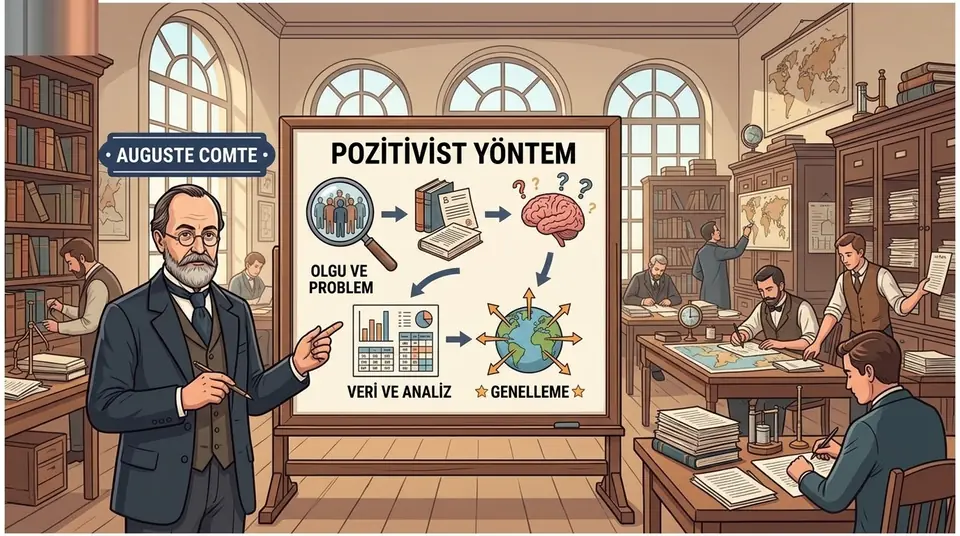 AUGUSTE COMTE
POZİTİVİST YÖNTEM
OLGU VE
PROBLEM
VERİ VE ANALİZ
GENELLEME